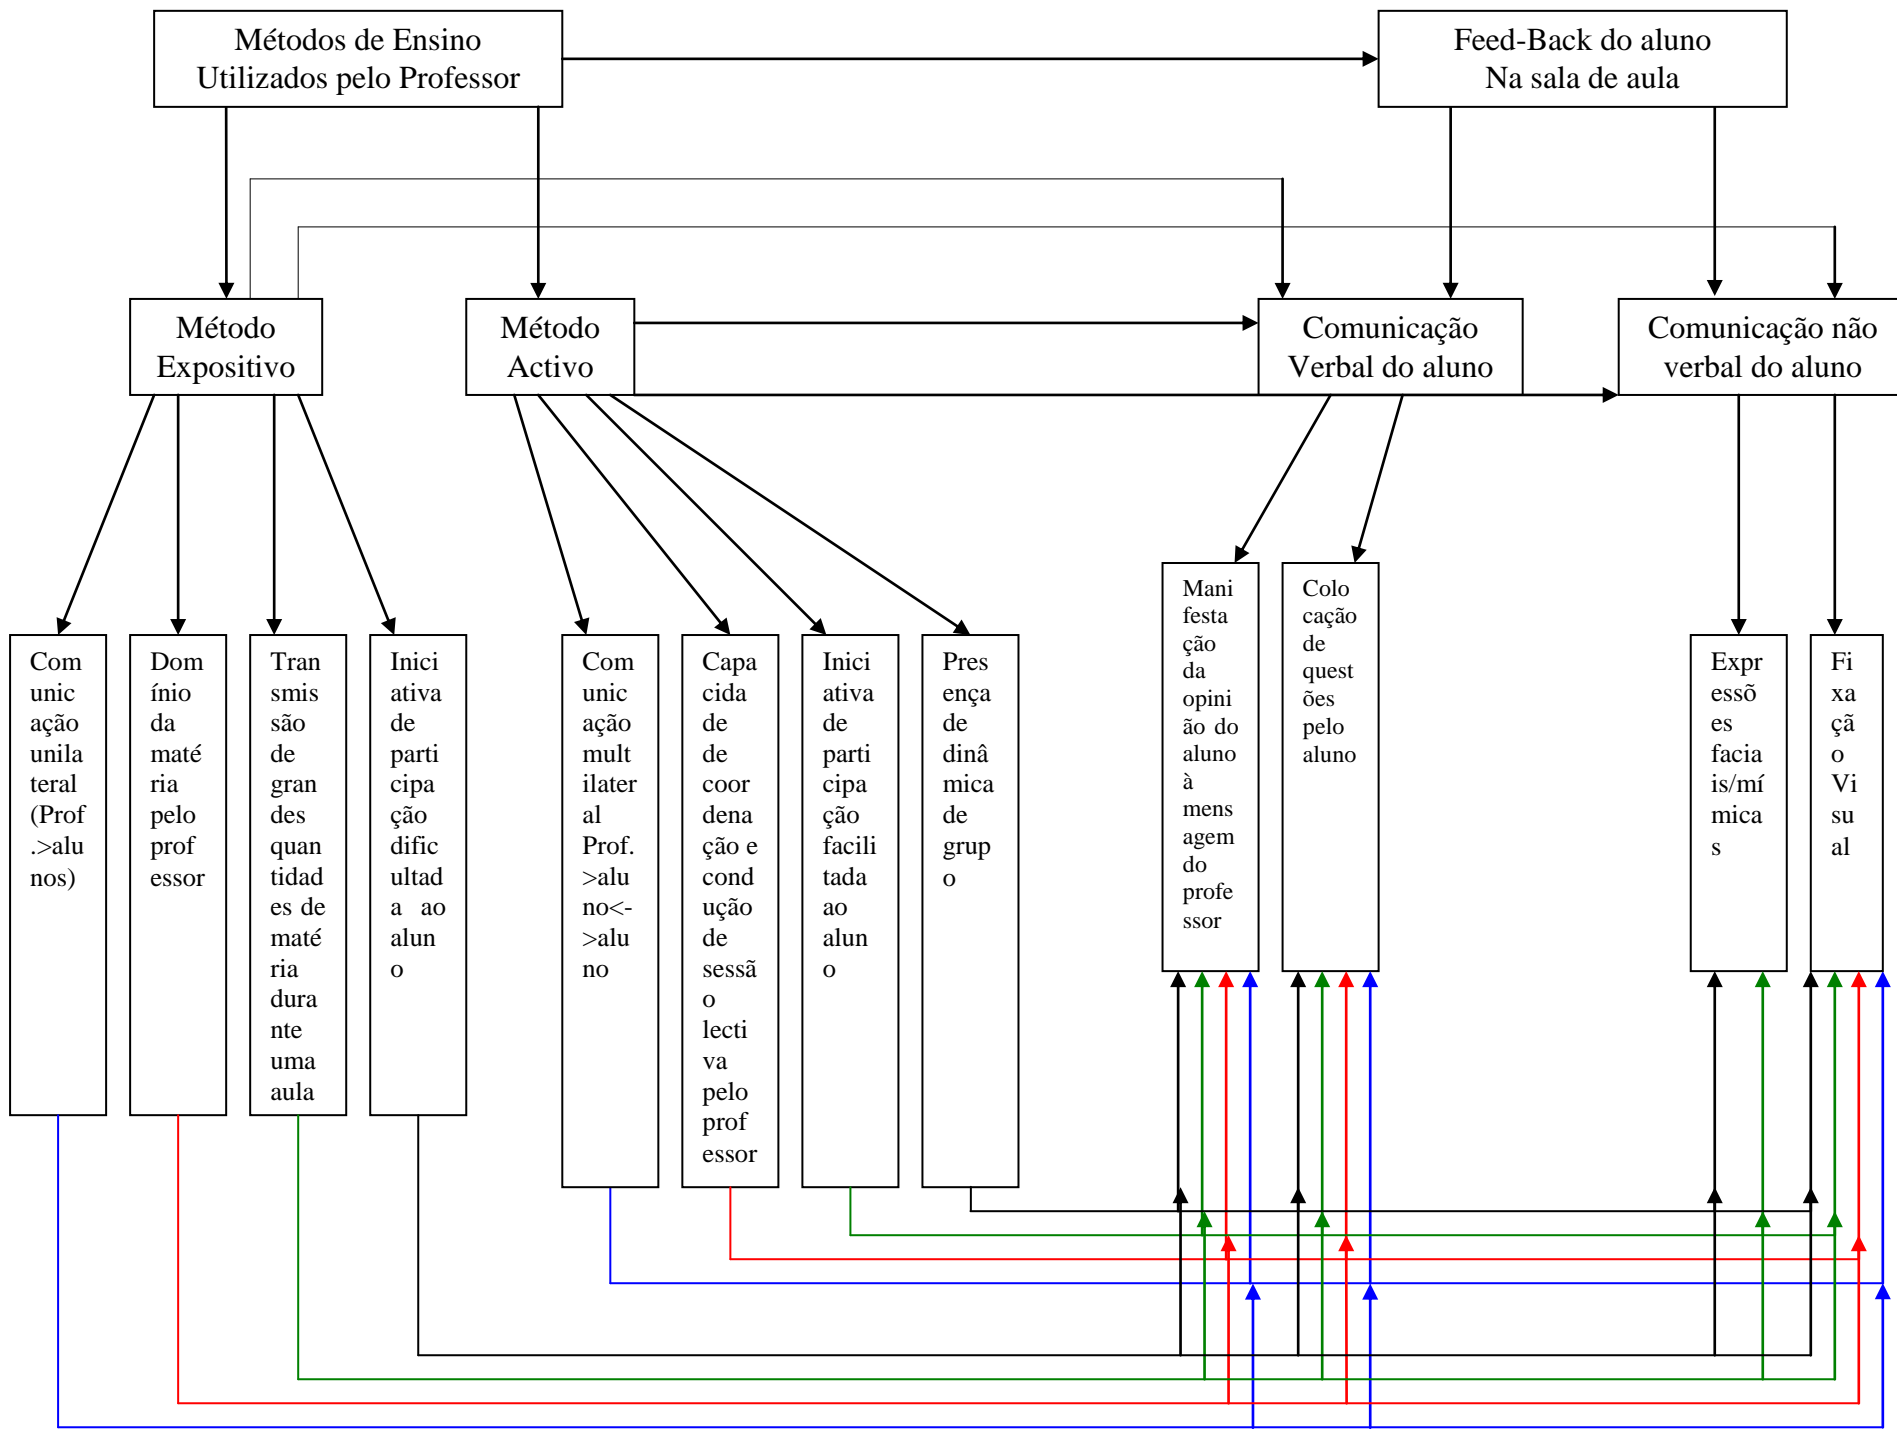 Métodos de Ensino
Utilizados pelo Professor
Feed-Back do aluno
Na sala de aula
Método
Expositivo
Método
Activo
Comunicação
Verbal do aluno
Comunicação não
verbal do aluno
Com
unic
ação
unila
teral
(Prof
.>alu
nos)
Dom
ínio
da
maté
ria
pelo
prof
essor
Tran
smis
são
de
gran
des
quan
tidad
es de
maté
ria
dura
nte
uma
aula
Inici
ativa
de
parti
cipa
ção
dific
ultad
a ao
alun
o
Com
unic
ação
mult
ilater
al
Prof.
>alu
no<-
>alu
no
Capa
cida
de
de
coor
dena
ção e
cond
ução
de
sessã
o
lecti
va
pelo
prof
essor
Inici
ativa
de
parti
cipa
ção
facili
tada
ao
alun
o
Pres
ença
de
dinâ
mica
de
grup
o
Mani
festa
ção
da
opini
ão do
aluno
à
mens
agem
do
profe
ssor
Colo
cação
de
quest
ões
pelo
aluno
Expr
essõ
es
facia
is/mí
mica
s
Fi
xa
çã
o
Vi
su
al